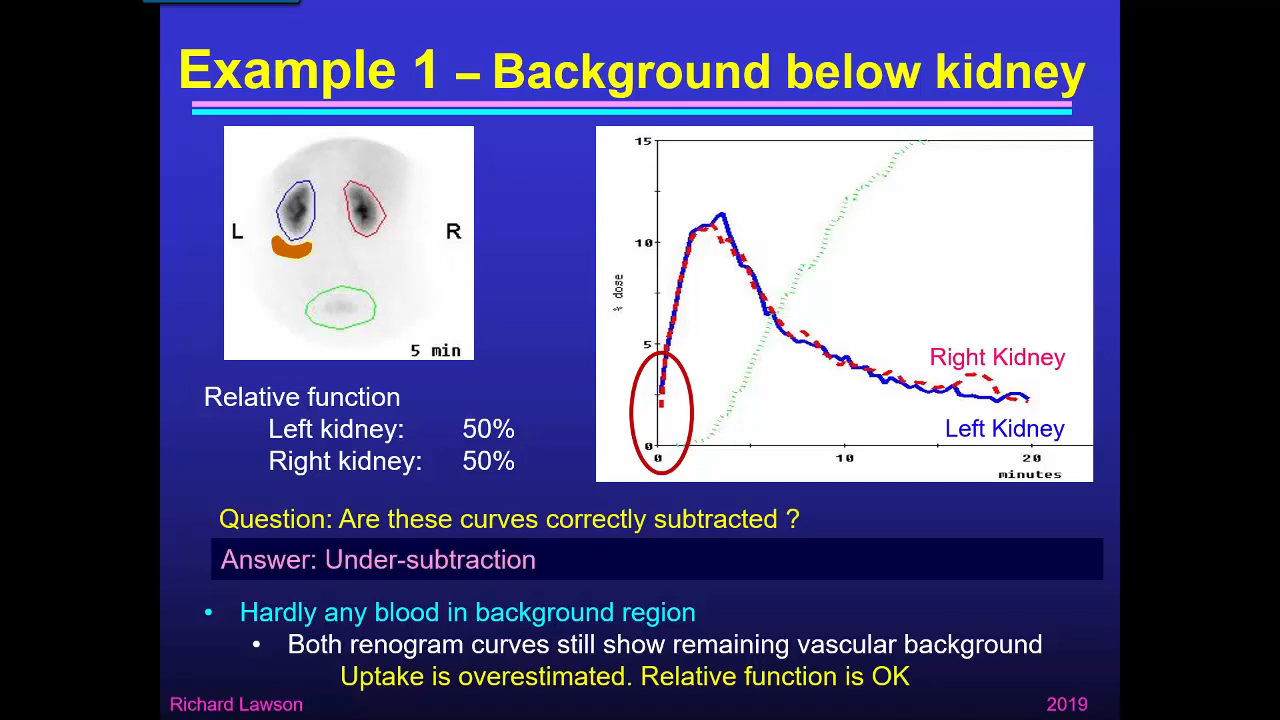 Example 1 – Background below kidney
L
R
5 min
15
10
5
0
% dose
0
10
20
minutes
Right Kidney
Left Kidney
Relative function
Left kidney: 50%
Right kidney: 50%
Question: Are these curves correctly subtracted ?
Answer: Under-subtraction
• Hardly any blood in background region
• Both renogram curves still show remaining vascular background
Uptake is overestimated. Relative function is OK
Richard Lawson
2019